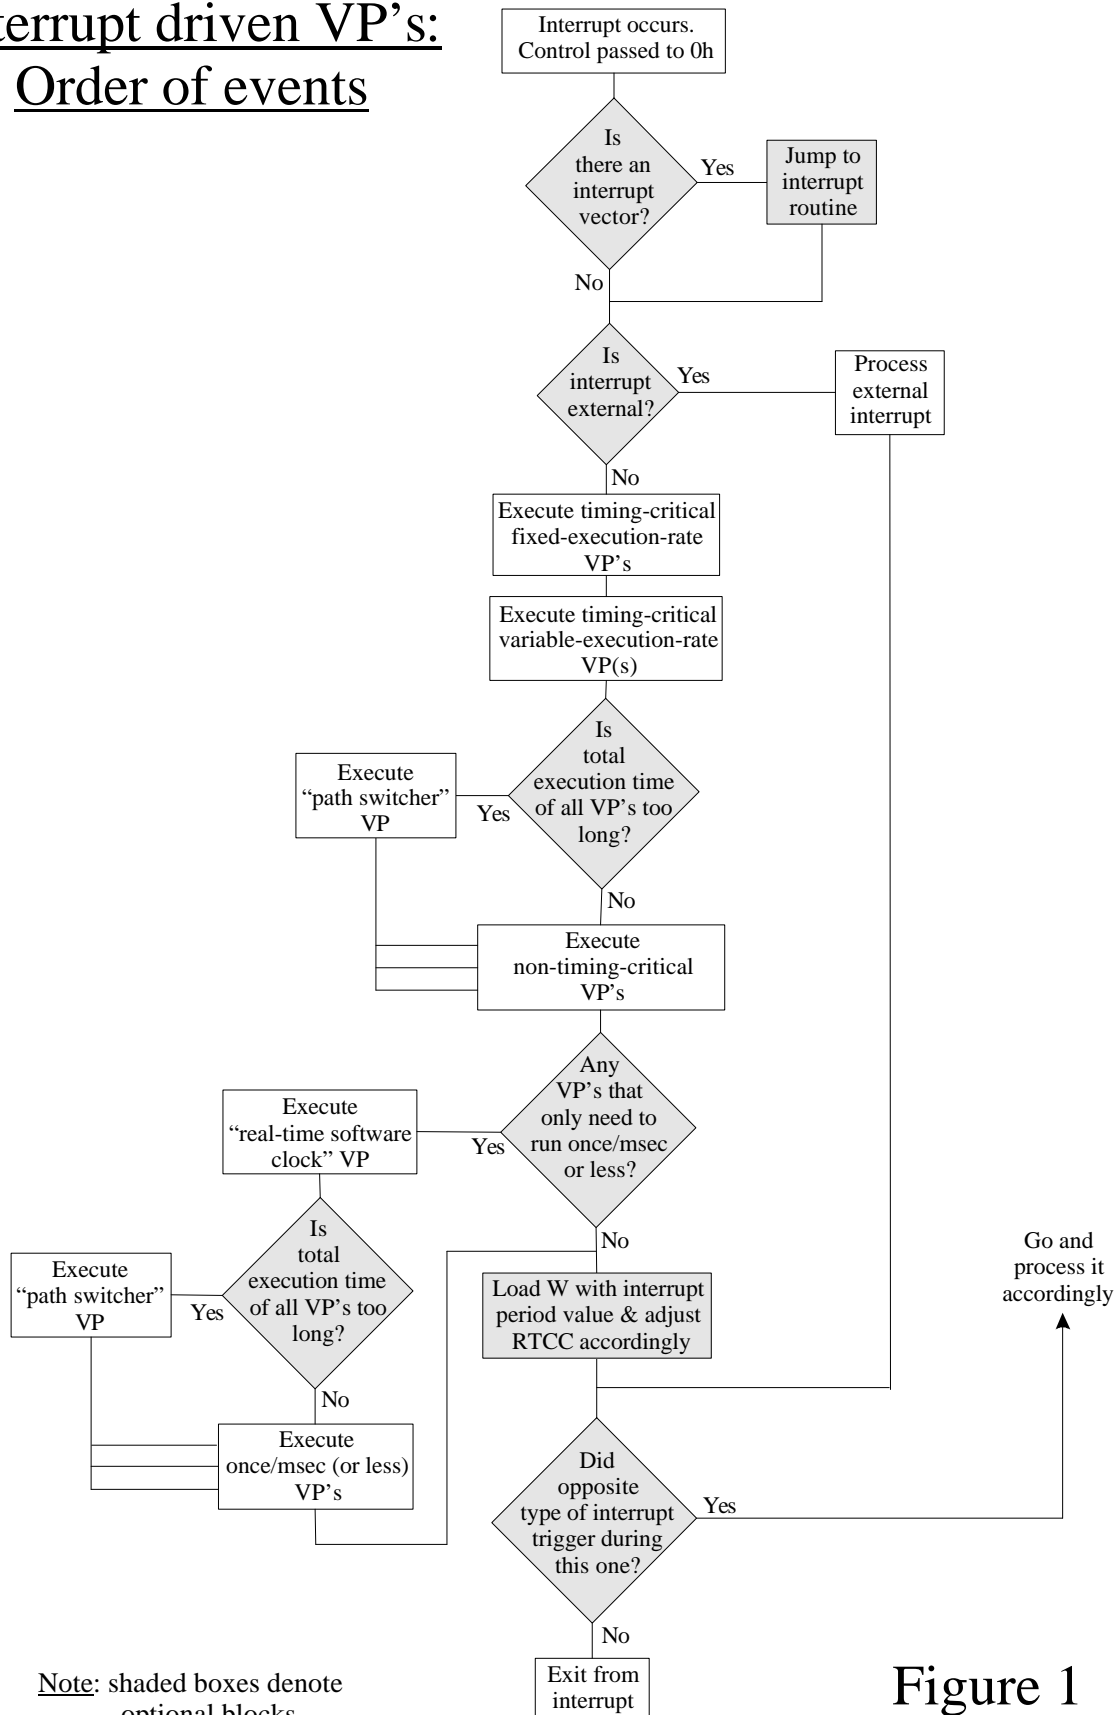 terrupt driven VP's:
Order of events
Interrupt occurs.
Control passed to 0h
Is
there an
interrupt
vector?
Yes
Jump to
interrupt
routine
No
Is
interrupt
external?
Yes
Process
external
interrupt
No
Execute timing-critical
fixed-execution-rate
VP's
Execute timing-critical
variable-execution-rate
VP(s)
Is
total
execution time
of all VP's too
long?
Yes
Execute
“path switcher”
VP
No
Execute
non-timing-critical
VP's
Any
VP's that
only need to
run once/msec
or less?
Yes
Execute
“real-time software
clock” VP
Is
total
execution time
of all VP's too
long?
Yes
Execute
“path switcher”
VP
No
Execute
once/msec (or less)
VP's
No
Load W with interrupt
period value & adjust
RTCC accordingly
Go and
process it
accordingly
Did
opposite
type of interrupt
trigger during
this one?
Yes
No
Exit from
interrupt
Note: shaded boxes denote
optional blocks
Figure 1